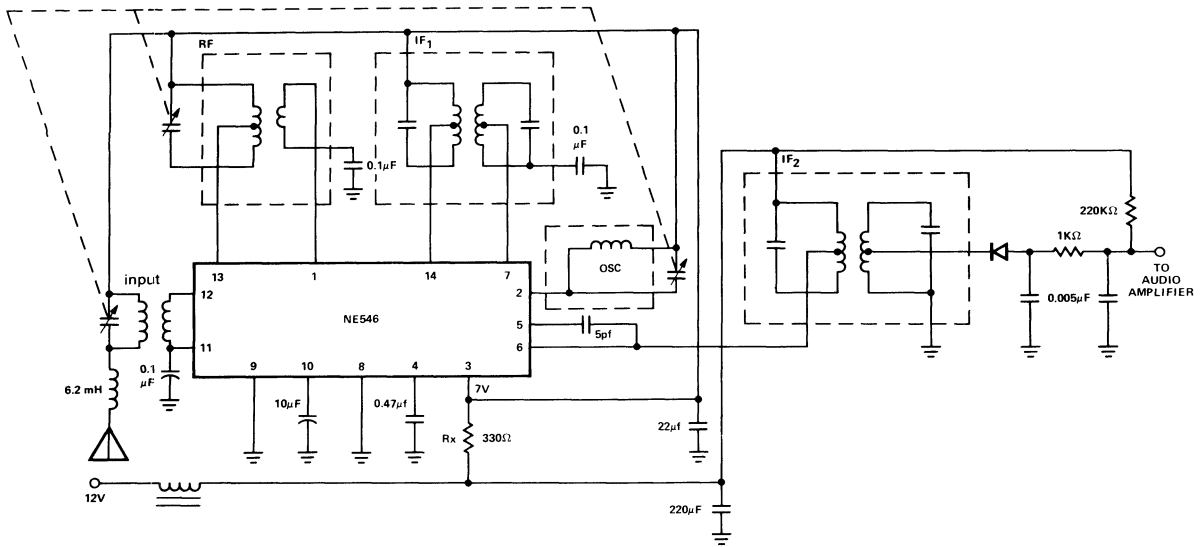 RF
IF1
0.1
μF
0.1μF
IF2
220KΩ
1KΩ
TO
AUDIO
AMPLIFIER
0.005μF
OSC
input
13
1
14
7
12
11
NE546
2
5
6
5pf
9
10
8
4
3
7V
0.1
μF
6.2 mH
10μF
0.47μf
Rx
330Ω
22μf
12V
220μF